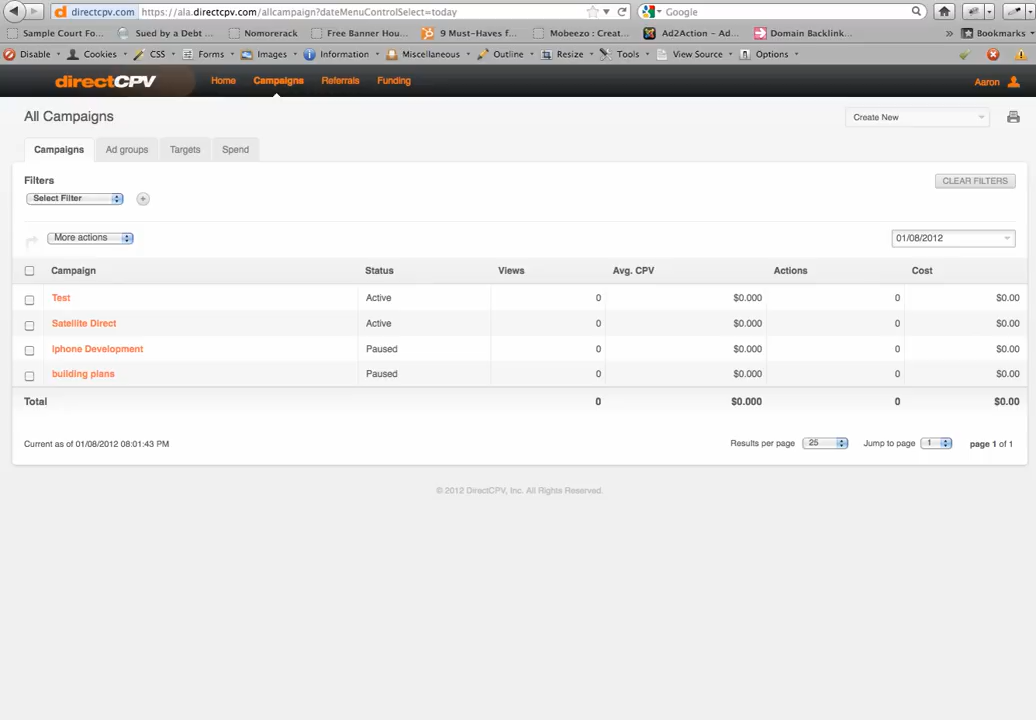 directcpv.com https://ala.directcpv.com/allcampaign?dateMenuControlSelect=today Google
Sample Court Fo... Sued by a Debt ... Nomorerack Free Banner Hou... 9 Must-Haves f... Mobeezo : Creat... Ad2Action - Ad... Domain Backlink... » Bookmarks
Disable Cookies CSS Forms Images Information Miscellaneous Outline Resize Tools View Source Options
directCPV Home Campaigns Referrals Funding Aaron
All Campaigns Create New
Campaigns Ad groups Targets Spend
Filters CLEAR FILTERS
Select Filter +
More actions 01/08/2012
Campaign Status Views Avg. CPV Actions Cost
Test Active 0 $0.000 0 $0.00
Satellite Direct Active 0 $0.000 0 $0.00
Iphone Development Paused 0 $0.000 0 $0.00
building plans Paused 0 $0.000 0 $0.00
Total 0 $0.000 0 $0.00
Current as of 01/08/2012 08:01:43 PM Results per page 25 Jump to page 1 page 1 of 1
© 2012 DirectCPV, Inc. All Rights Reserved.